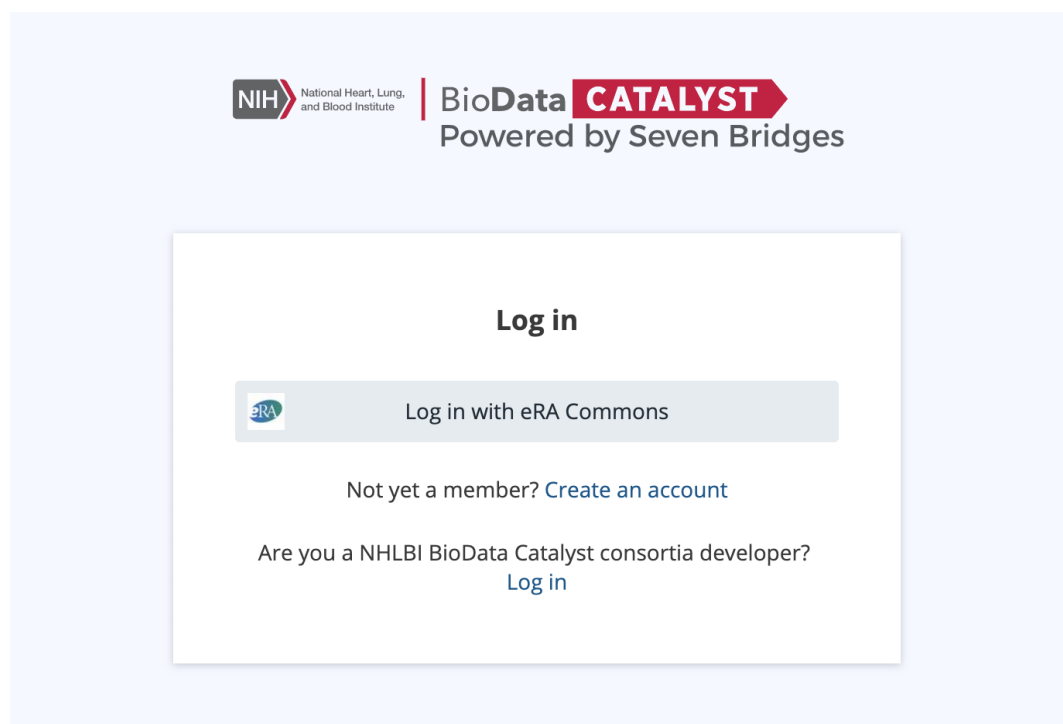 NIH National Heart, Lung, and Blood Institute
BioData CATALYST
Powered by Seven Bridges
Log in
eRA Log in with eRA Commons
Not yet a member? Create an account
Are you a NHLBI BioData Catalyst consortia developer?
Log in